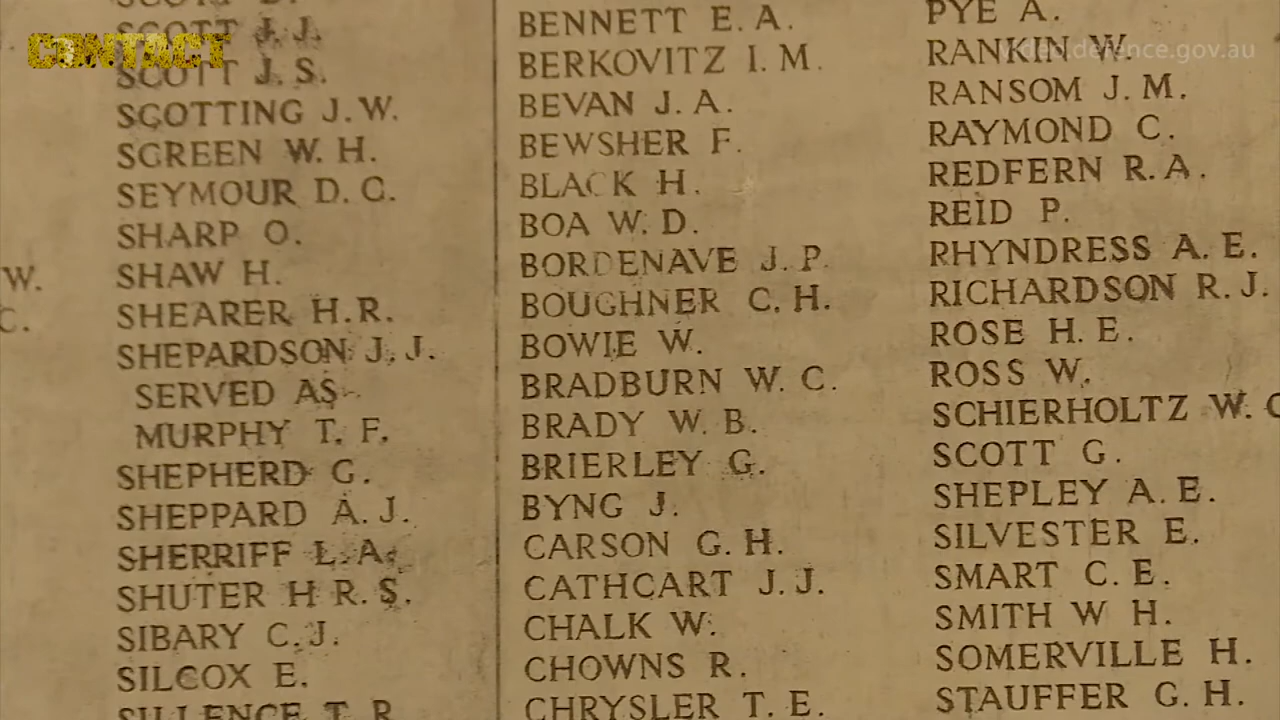 CONTACT
Video: defence.gov.au
W.
C.
SCOTT J. J.
SCOTT J. S.
SCOTTING J. W.
SCREEN W. H.
SEYMOUR D. C.
SHARP O.
SHAW H.
SHEARER H. R.
SHEPARDSON J. J.
SERVED AS
MURPHY T. F.
SHEPHERD G.
SHEPPARD A. J.
SHERRIFF L. A.
SHUTER H R. S.
SIBARY C. J.
SILCOX E.
SILLENCE T. R.
BENNETT E. A.
BERKOVITZ I. M.
BEVAN J. A.
BEWSHER F.
BLACK H.
BOA W. D.
BORDENAVE J. P.
BOUGHNER C. H.
BOWIE W.
BRADBURN W. C.
BRADY W. B.
BRIERLEY G.
BYNG J.
CARSON G. H.
CATHCART J. J.
CHALK W.
CHOWNS R.
CHRYSLER T. E.
PYE A.
RANKIN W.
RANSOM J. M.
RAYMOND C.
REDFERN R. A.
REID P.
RHYNDRESS A. E.
RICHARDSON R. J.
ROSE H. E.
ROSS W.
SCHIERHOLTZ W. C
SCOTT G.
SHEPLEY A. E.
SILVESTER E.
SMART C. E.
SMITH W H.
SOMERVILLE H.
STAUFFER G. H.